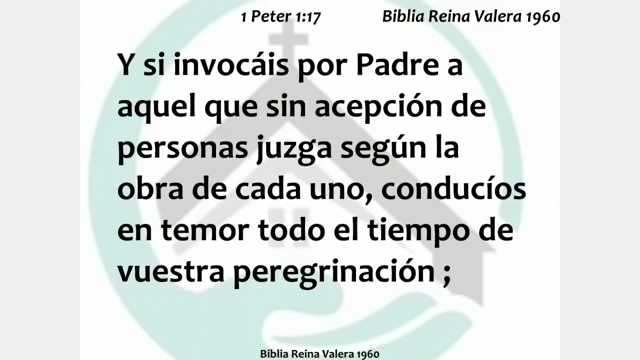 1 Peter 1:17 Biblia Reina Valera 1960
Y si invocáis por Padre a
aquel que sin acepción de
personas juzga según la
obra de cada uno, conducíos
en temor todo el tiempo de
vuestra peregrinación ;
Biblia Reina Valera 1960